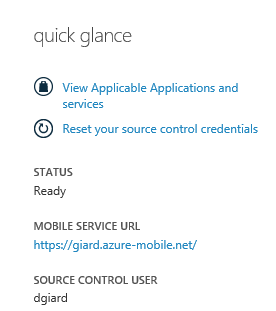 quick glance
View Applicable Applications and
services
Reset your source control credentials
STATUS
Ready
MOBILE SERVICE URL
https://giard.azure-mobile.net/
SOURCE CONTROL USER
dgiard